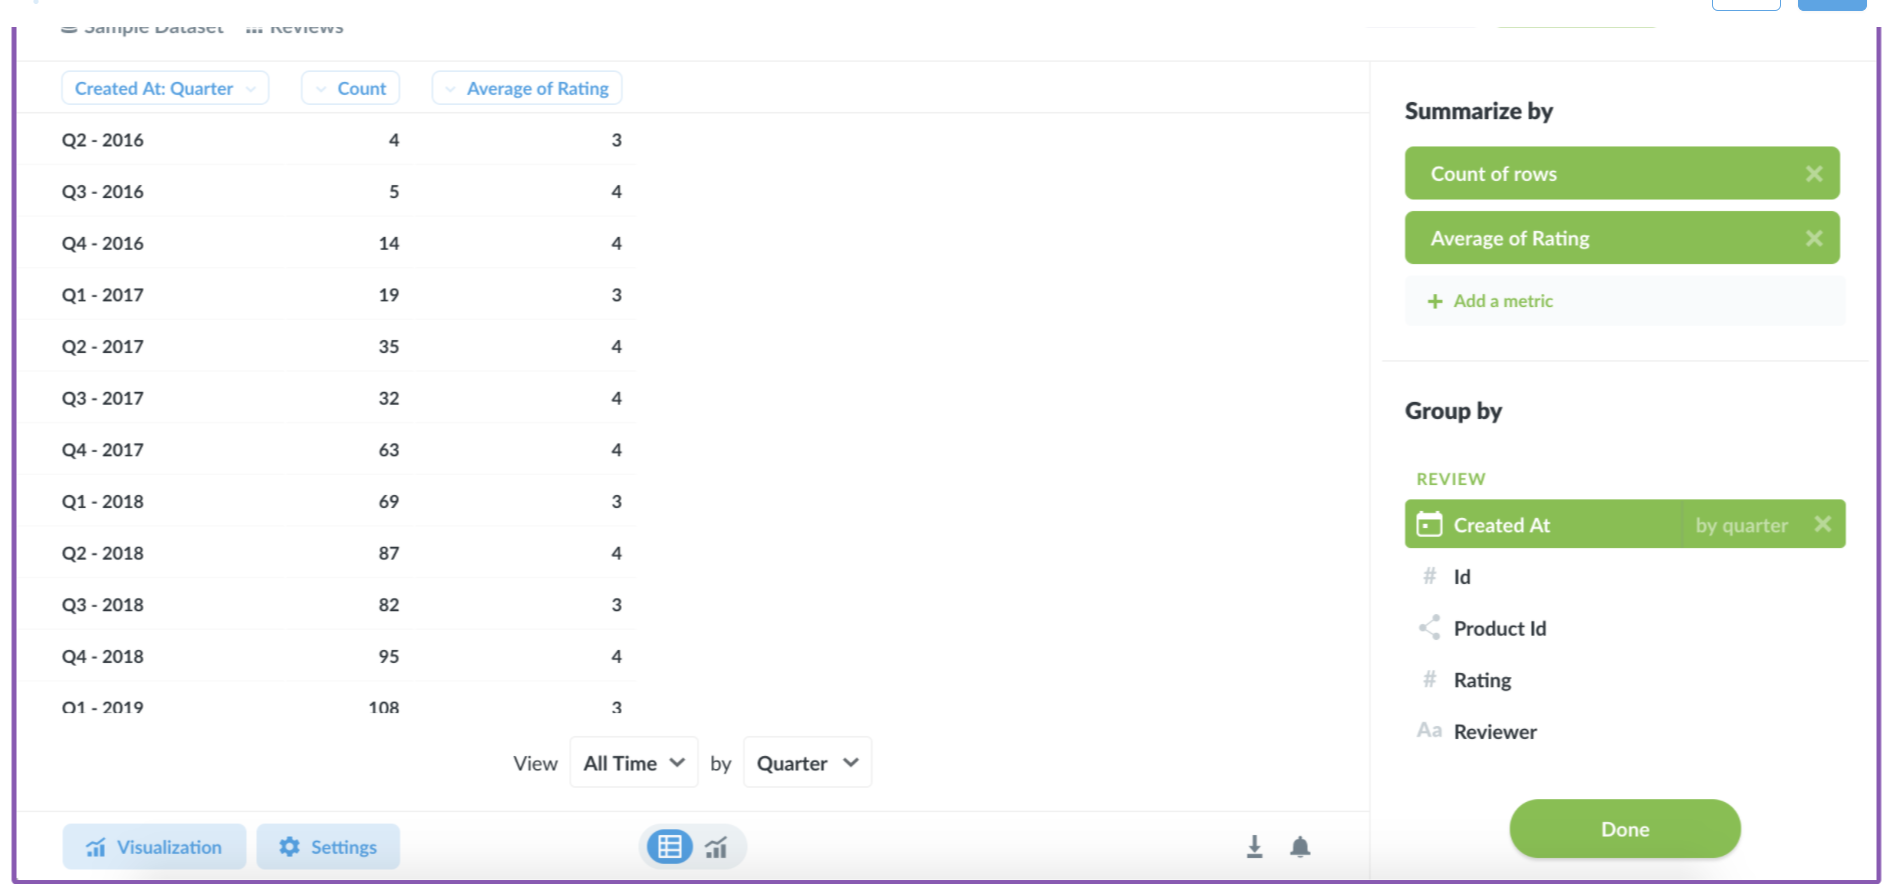 Sample Dataset Reviews
Created At: Quarter Count Average of Rating
Q2 - 2016 4 3
Q3 - 2016 5 4
Q4 - 2016 14 4
Q1 - 2017 19 3
Q2 - 2017 35 4
Q3 - 2017 32 4
Q4 - 2017 63 4
Q1 - 2018 69 3
Q2 - 2018 87 4
Q3 - 2018 82 3
Q4 - 2018 95 4
Q1 - 2019 108 3
View All Time by Quarter
Visualization Settings
Summarize by
Count of rows
Average of Rating
+ Add a metric
Group by
REVIEW
Created At by quarter
# Id
Product Id
# Rating
Aa Reviewer
Done